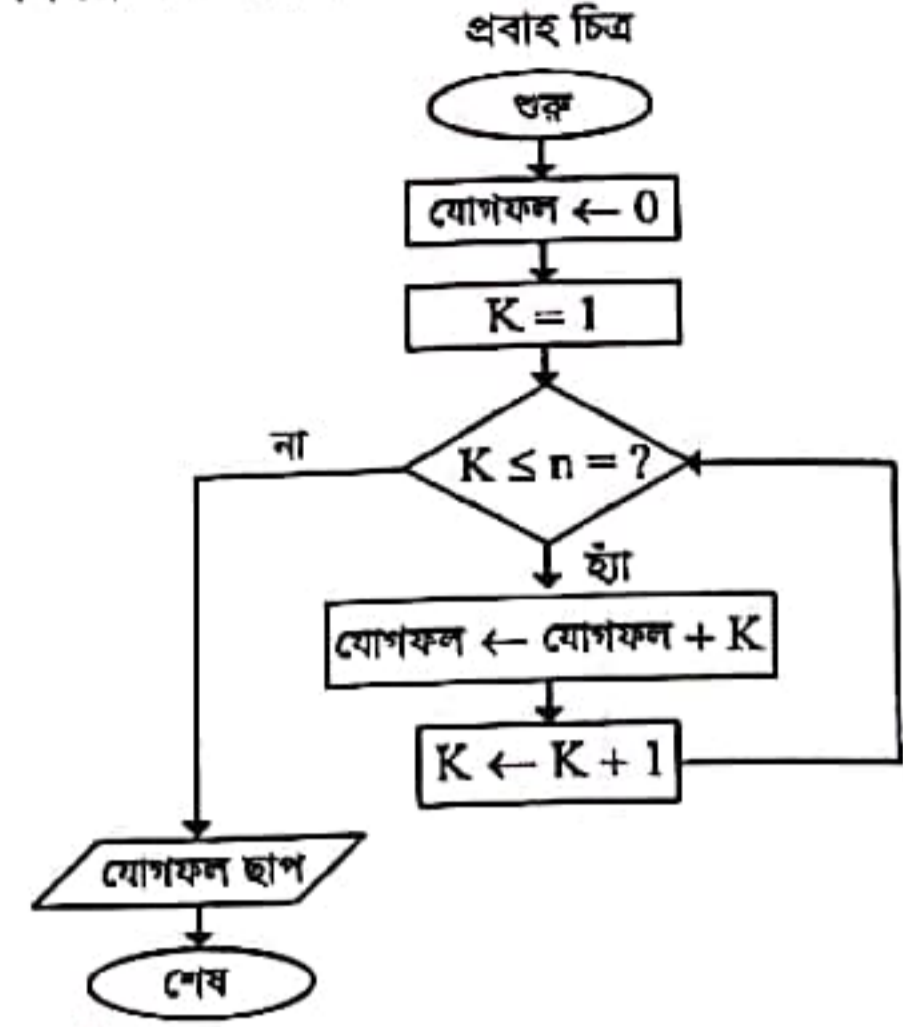 প্রবাহ চিত্র
শুরু
যোগফল ← 0
K = 1
K ≤ n = ?
না
হ্যাঁ
যোগফল ← যোগফল + K
K ← K + 1
যোগফল ছাপ
শেষ